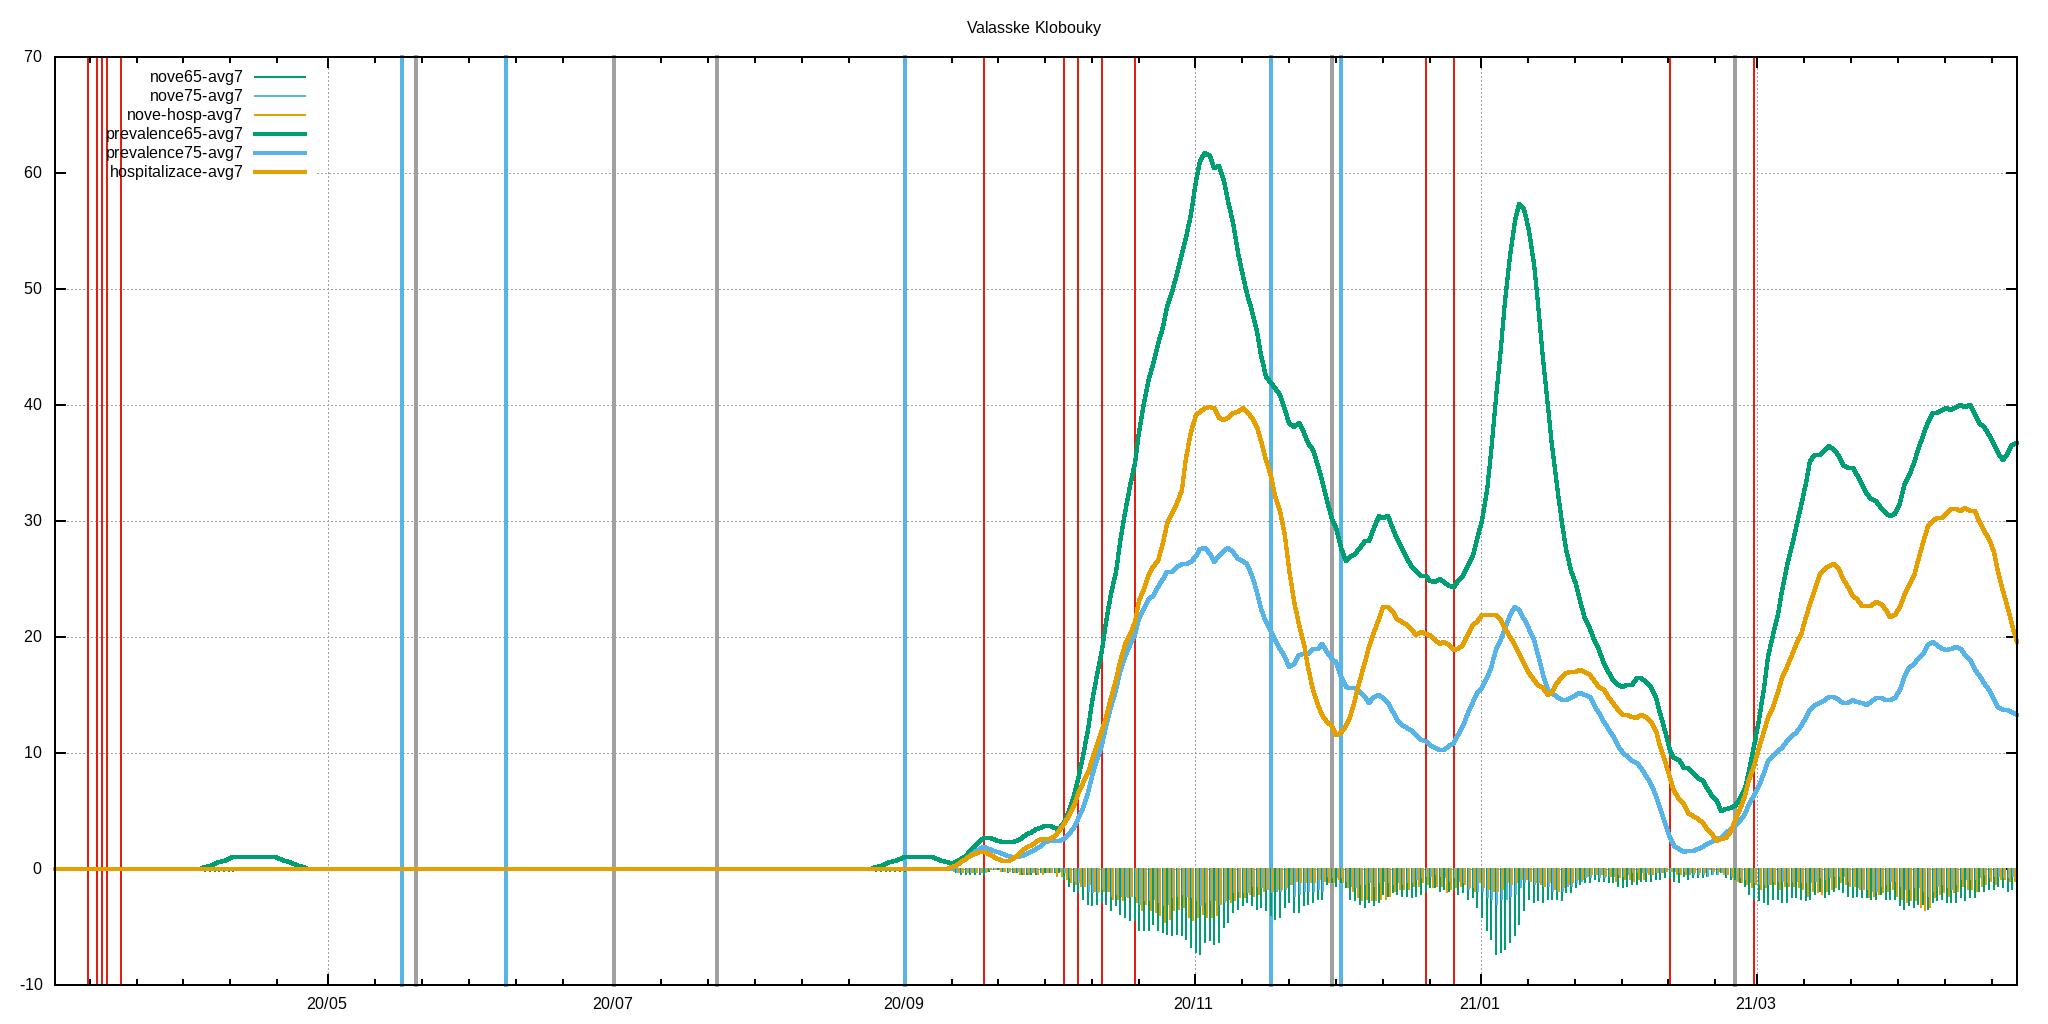 Valasske Klobouky
70
60
50
40
30
20
10
0
-10
nove65-avg7
nove75-avg7
nove-hosp-avg7
prevalence65-avg7
prevalence75-avg7
hospitalizace-avg7
20/05
20/07
20/09
20/11
21/01
21/03